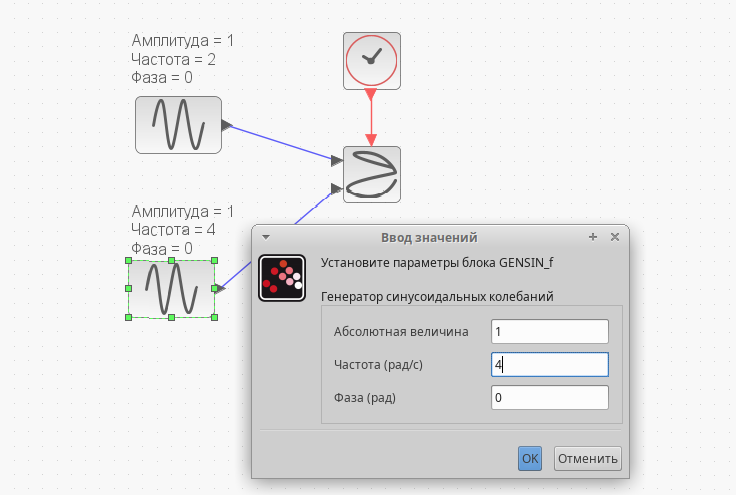 Амплитуда = 1
Частота = 2
Фаза = 0
Амплитуда = 1
Частота = 4
Фаза = 0
Ввод значений
Установите параметры блока GENSIN_f
Генератор синусоидальных колебаний
Абсолютная величина 1
Частота (рад/с) 4
Фаза (рад) 0
OK Отменить